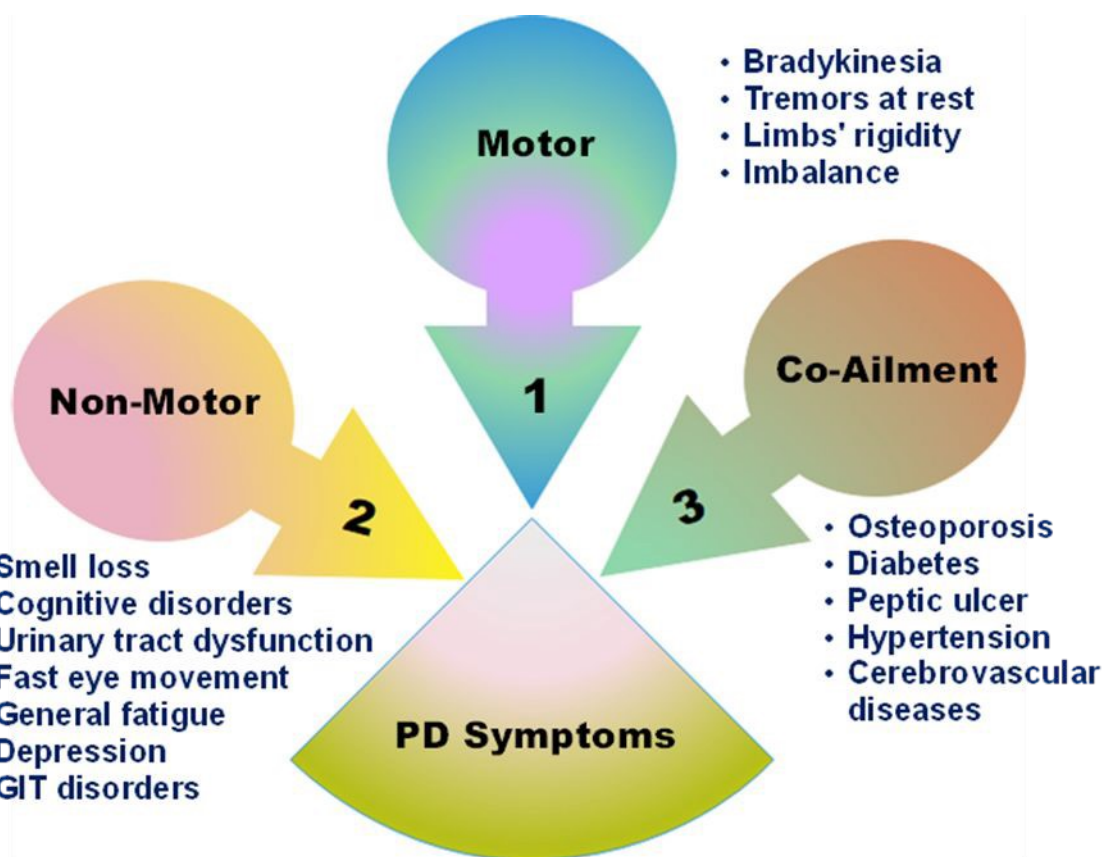 Motor
• Bradykinesia
• Tremors at rest
• Limbs' rigidity
• Imbalance
1
Non-Motor
2
Smell loss
Cognitive disorders
Urinary tract dysfunction
Fast eye movement
General fatigue
Depression
GIT disorders
Co-Ailment
3
• Osteoporosis
• Diabetes
• Peptic ulcer
• Hypertension
• Cerebrovascular
diseases
PD Symptoms